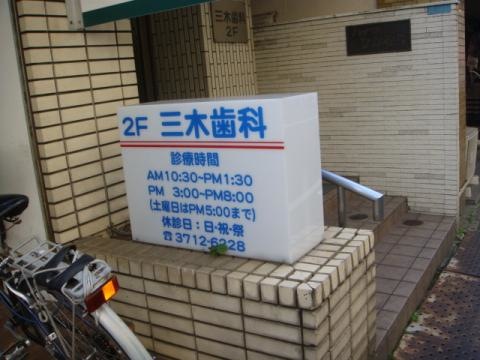 三木歯科
2F
2F 三木歯科
診療時間
AM10:30~PM1:30
PM 3:00~PM8:00
(土曜日はPM5:00まで)
休診日:日・祝・祭
☎3712-6228